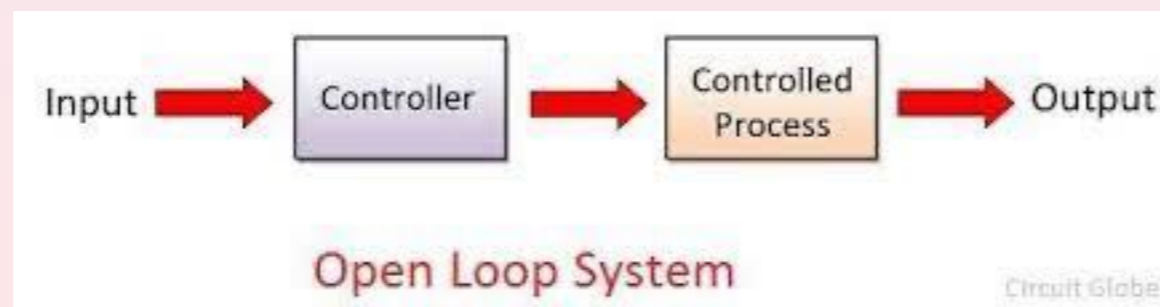 Input
Controller
Controlled
Process
Output
Open Loop System
Circuit Globe